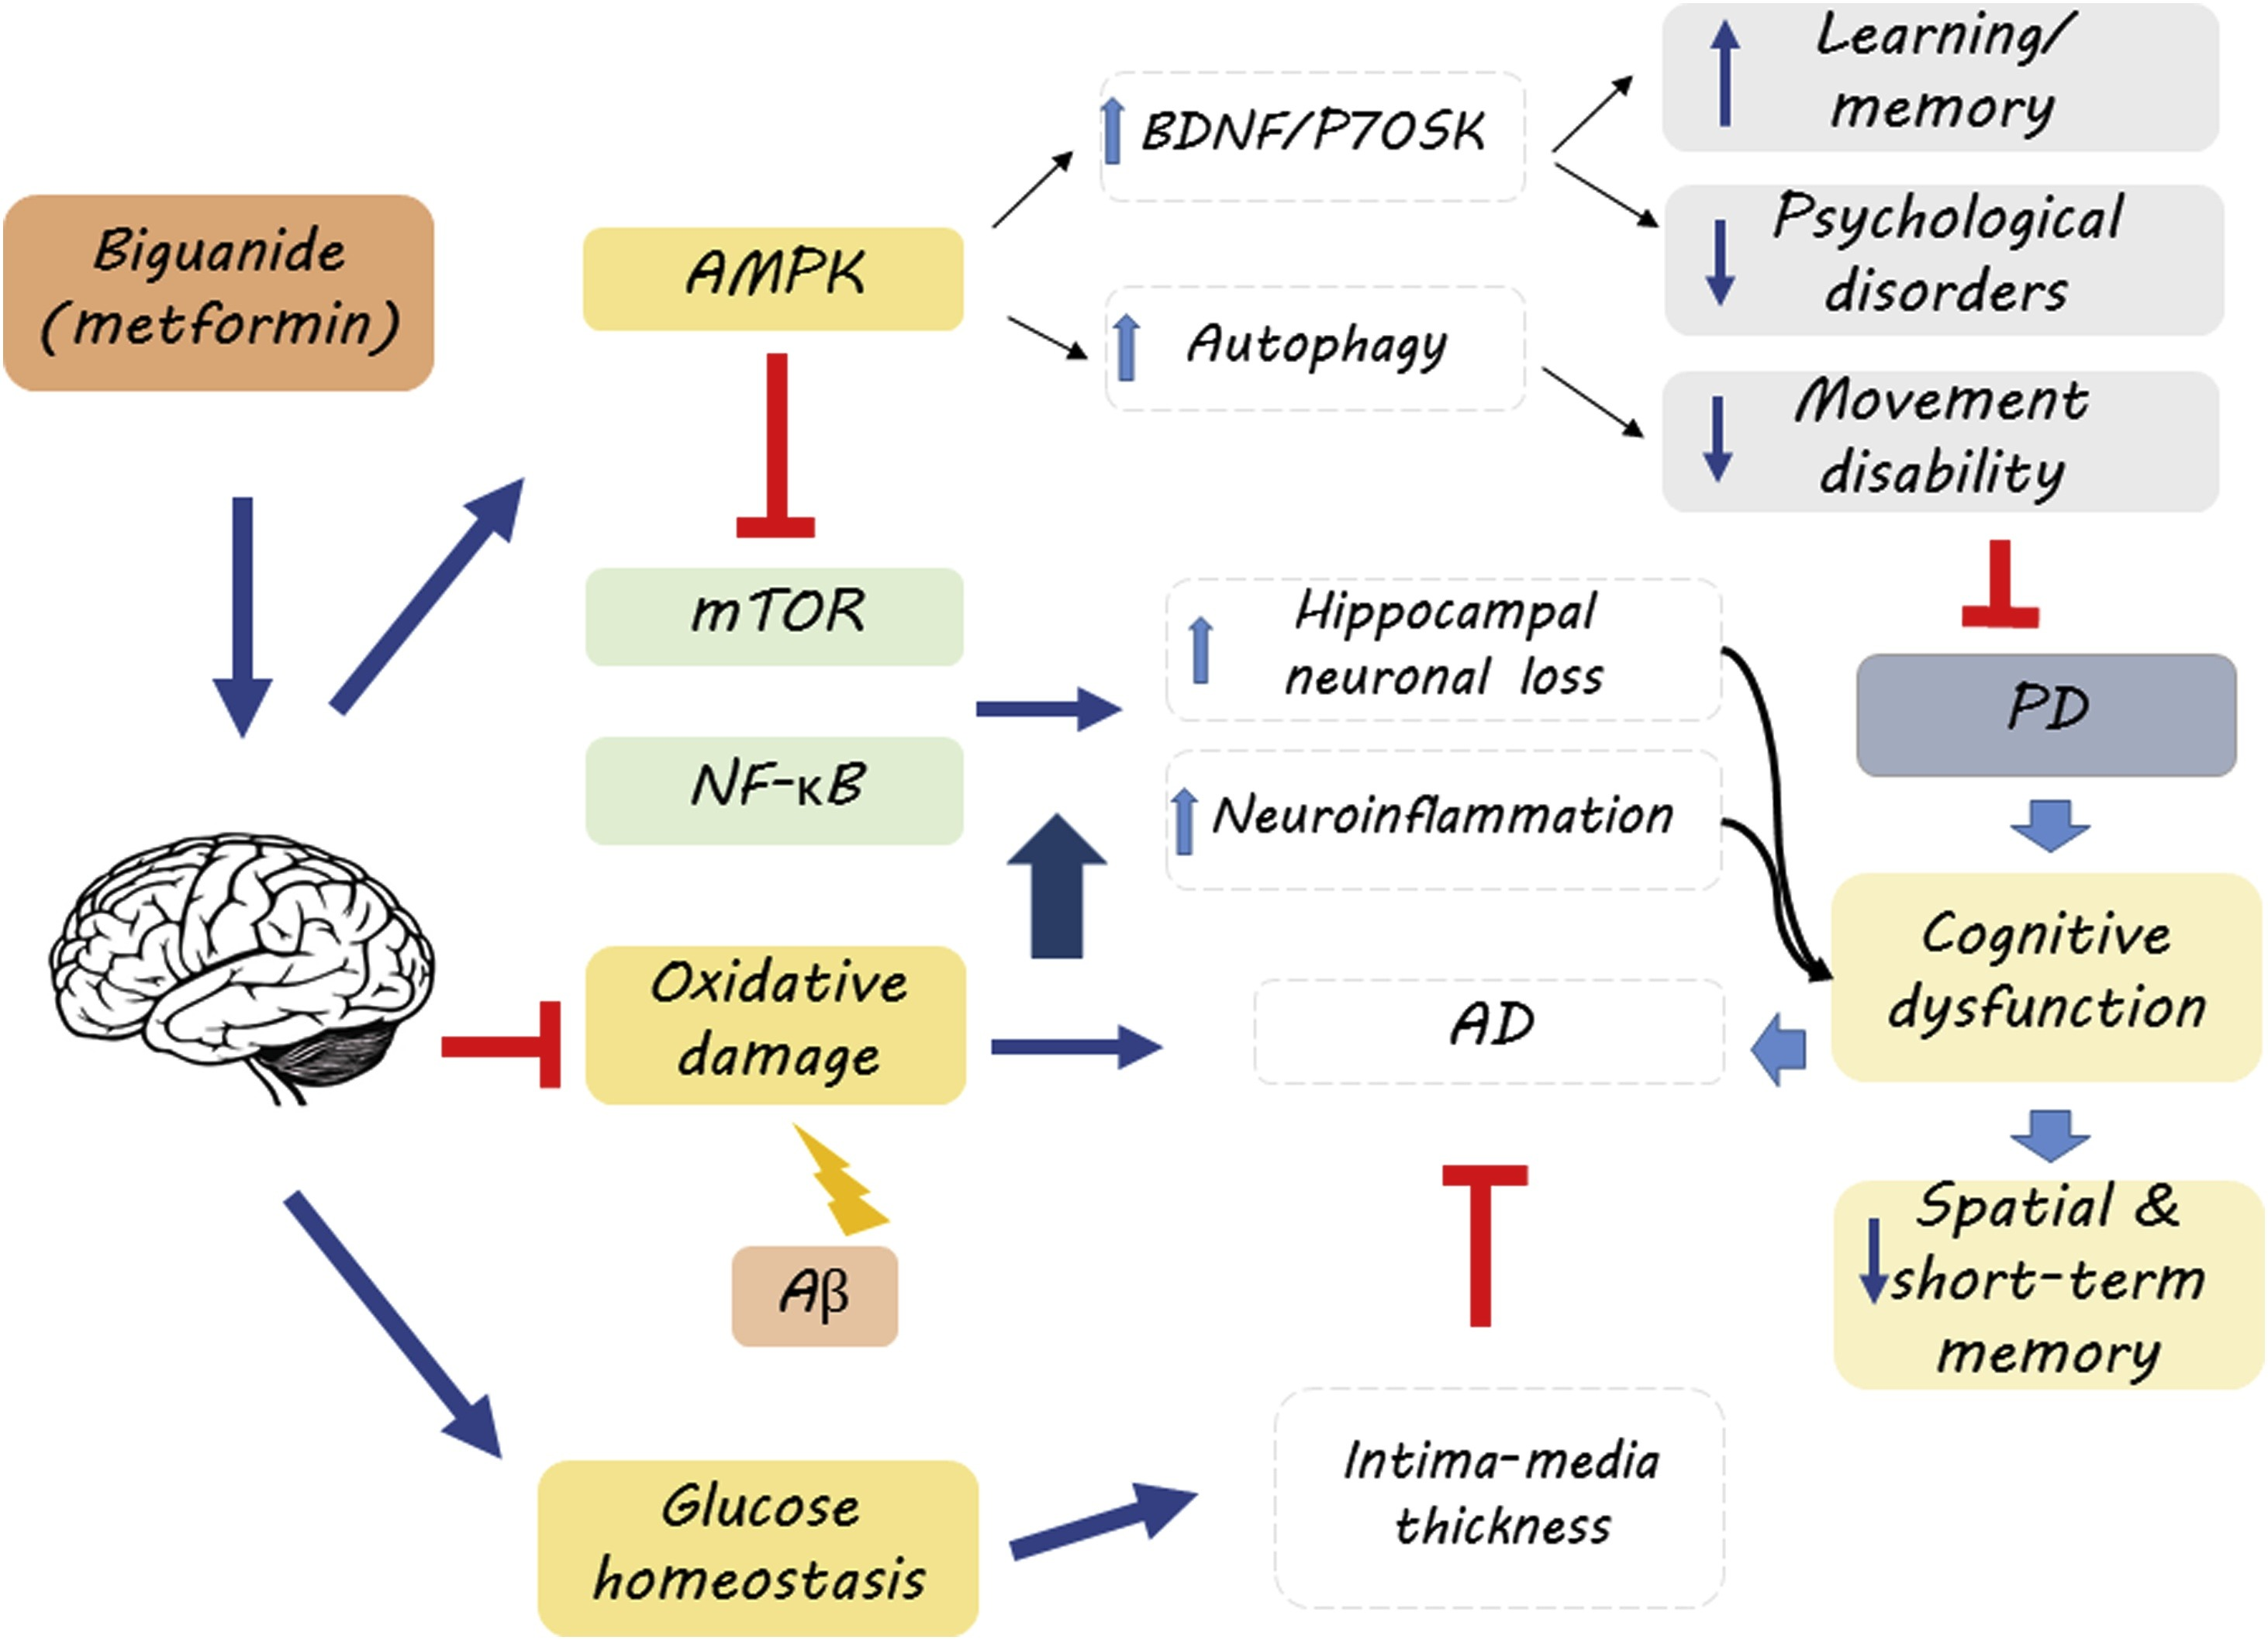 Biguanide
(metformin)
AMPK
BDNF/P70SK
Autophagy
Learning/
memory
Psychological
disorders
Movement
disability
mTOR
NF-κB
Hippocampal
neuronal loss
Neuroinflammation
PD
Oxidative
damage
AD
Cognitive
dysfunction
Aβ
Spatial &
short-term
memory
Glucose
homeostasis
Intima-media
thickness